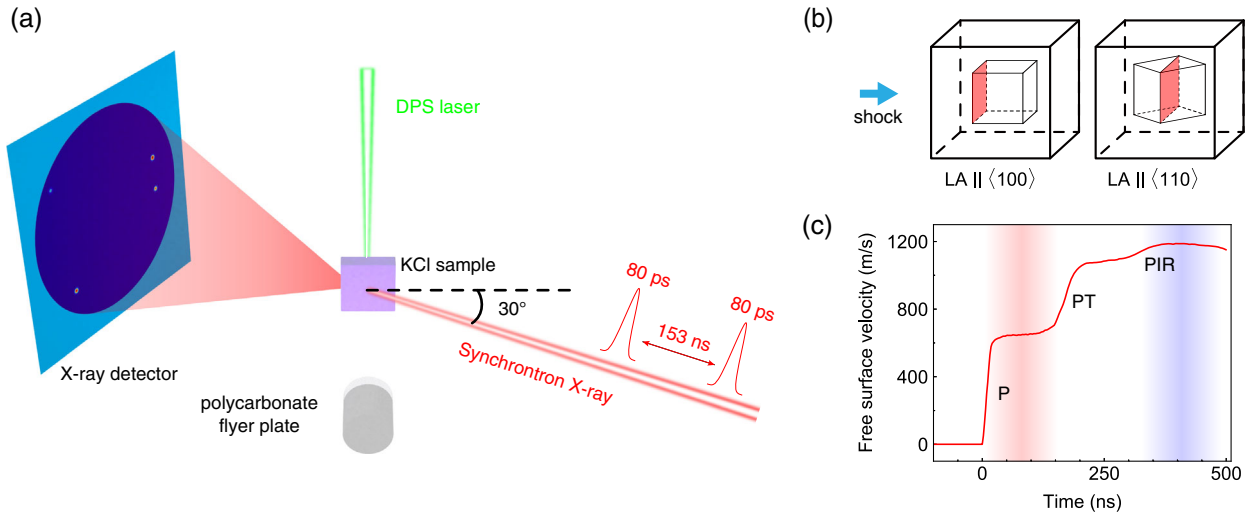 (a)
DPS laser
KCl sample
30°
80 ps
80 ps
153 ns
Synchrontron X-ray
X-ray detector
polycarbonate
flyer plate
(b)
shock
LA || ⟨100⟩
LA || ⟨110⟩
(c)
Free surface velocity (m/s)
1200
800
400
0
P
PT
PIR
0
250
500
Time (ns)